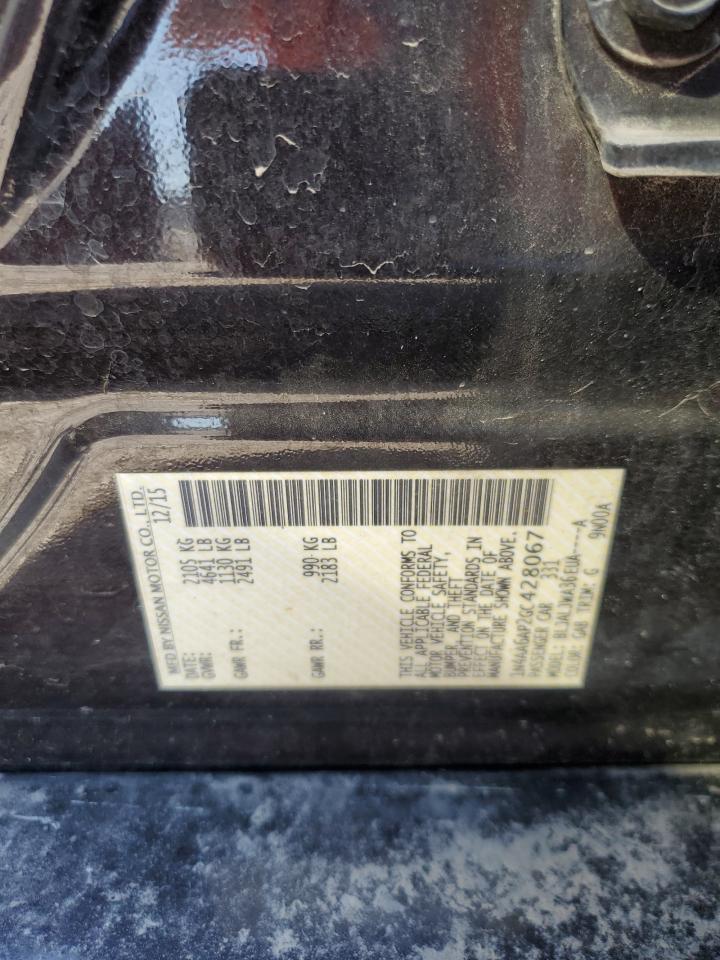 MFD BY NISSAN MOTOR CO., LTD.
DATE: 12/15
GVWR: 2105 KG
4641 LB
GAWR FR.: 1130 KG
2491 LB
GAWR RR.: 990 KG
2183 LB
THIS VEHICLE CONFORMS TO
ALL APPLICABLE FEDERAL
MOTOR VEHICLE SAFETY,
BUMPER, AND THEFT
PREVENTION STANDARDS IN
EFFECT ON THE DATE OF
MANUFACTURE SHOWN ABOVE.
1N4AA6AP2GC428067
PASSENGER CAR 331
MODEL:
COLOR: GAB TRIM: G 9N00A